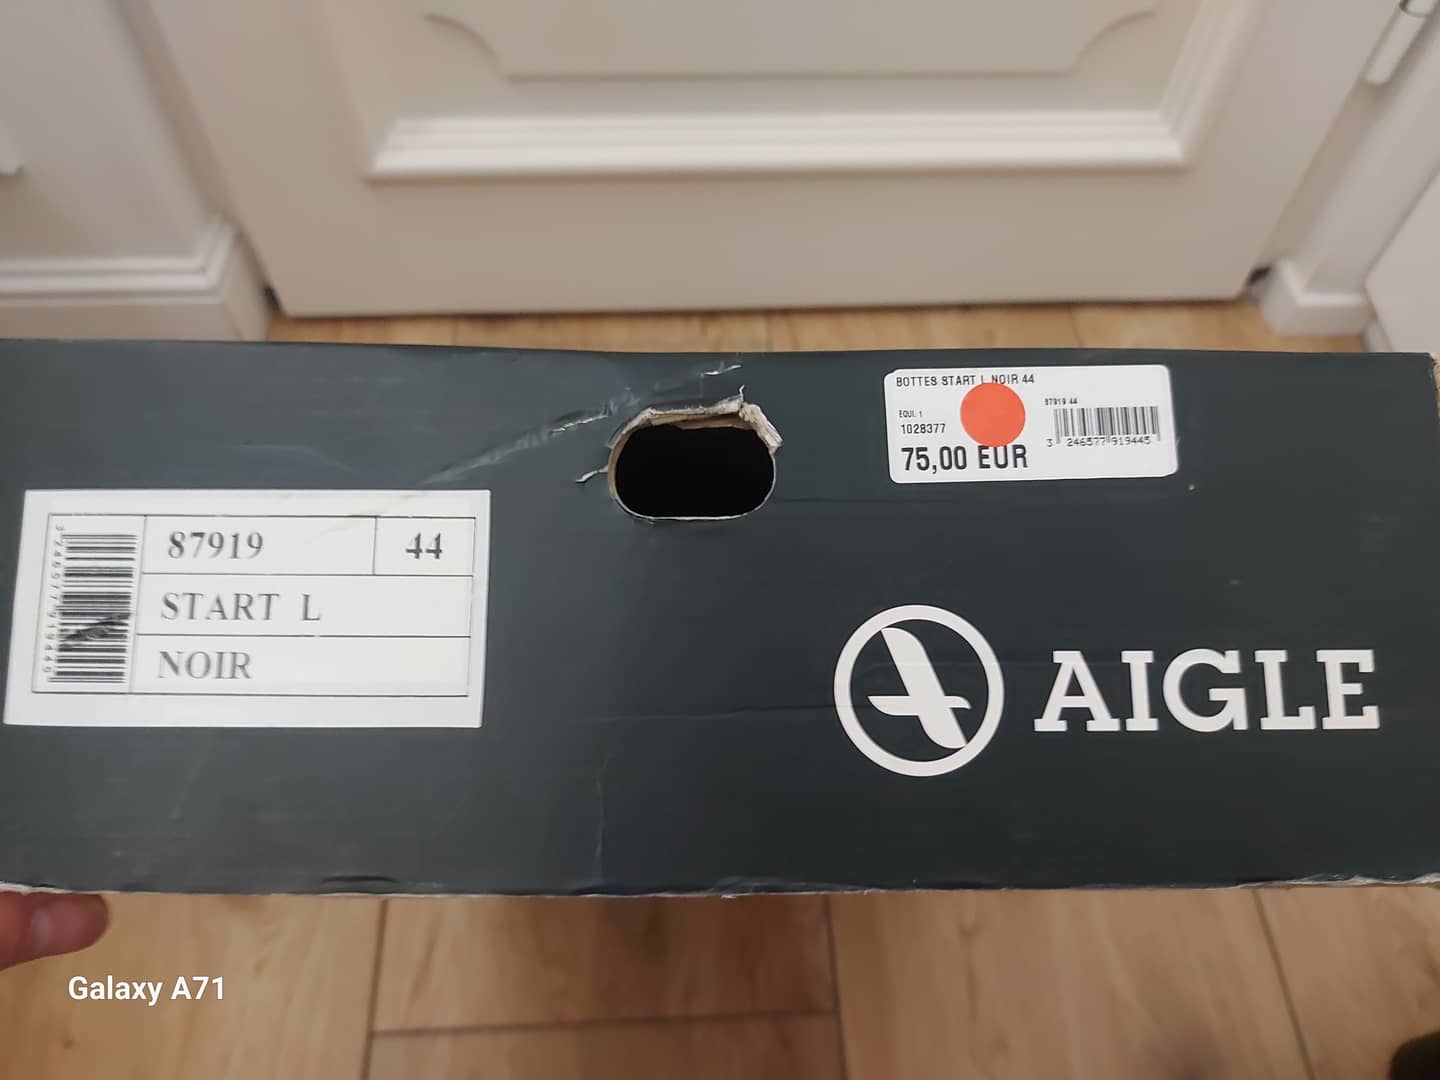 BOTTES START L NOIR 44
EQUI. 1
87919 44
1028377
3 246577 919445
75,00 EUR
87919
44
START L
NOIR
AIGLE
Galaxy A71